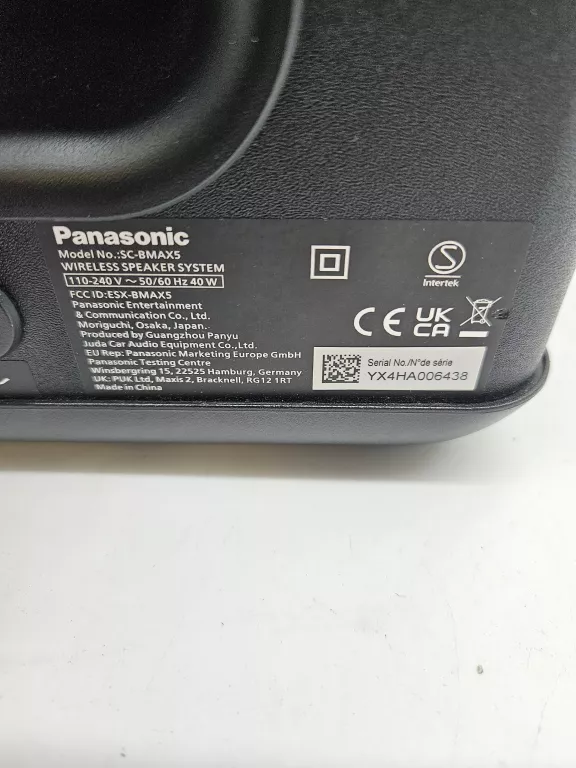 Panasonic
Model No.:SC-BMAX5
WIRELESS SPEAKER SYSTEM
110-240 V ～ 50/60 Hz 40 W
FCC ID:ESX-BMAX5
Panasonic Entertainment
& Communication Co., Ltd.
Moriguchi, Osaka, Japan.
Produced by Guangzhou Panyu
Juda Car Audio Equipment Co.,Ltd.
EU Rep: Panasonic Marketing Europe GmbH
Panasonic Testing Centre
Winsbergring 15, 22525 Hamburg, Germany
UK: PUK Ltd, Maxis 2, Bracknell, RG12 1RT
Made in China
S
Intertek
CE UK
CA
Serial No./N°de série
YX4HA006438